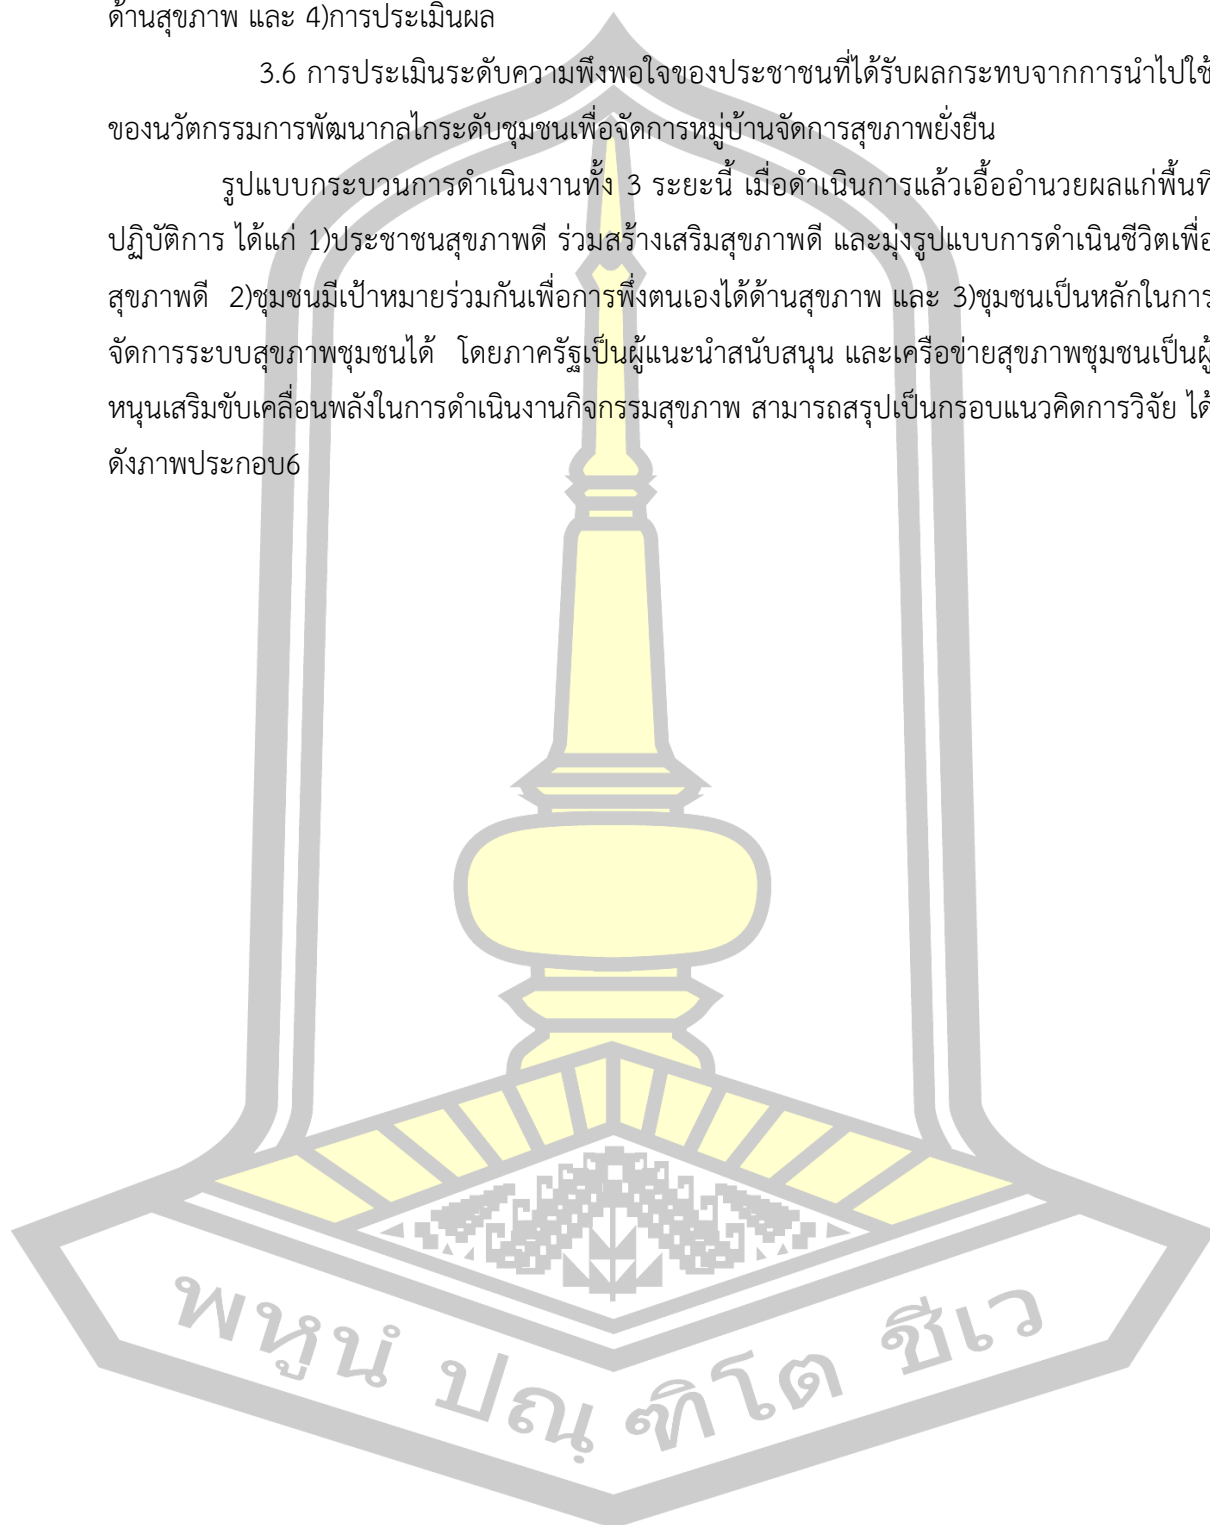 ด้านสุขภาพ และ 4)การประเมินผล
3.6 การประเมินระดับความพึงพอใจของประชาชนที่ได้รับผลกระทบจากการนำไปใช้
ของนวัตกรรมการพัฒนากลไกระดับชุมชนเพื่อจัดการหมู่บ้านจัดการสุขภาพยั่งยืน
รูปแบบกระบวนการดำเนินงานทั้ง 3 ระยะนี้ เมื่อดำเนินการแล้วเอื้ออำนวยผลแก่พื้นที่
ปฏิบัติการ ได้แก่ 1)ประชาชนสุขภาพดี ร่วมสร้างเสริมสุขภาพดี และมุ่งรูปแบบการดำเนินชีวิตเพื่อ
สุขภาพดี 2)ชุมชนมีเป้าหมายร่วมกันเพื่อการพึ่งตนเองได้ด้านสุขภาพ และ 3)ชุมชนเป็นหลักในการ
จัดการระบบสุขภาพชุมชนได้ โดยภาครัฐเป็นผู้แนะนำสนับสนุน และเครือข่ายสุขภาพชุมชนเป็นผู้
หนุนเสริมขับเคลื่อนพลังในการดำเนินงานกิจกรรมสุขภาพ สามารถสรุปเป็นกรอบแนวคิดการวิจัย ได้
ดังภาพประกอบ6
พหูนํ ปณฺ ฑิโต ชีเว